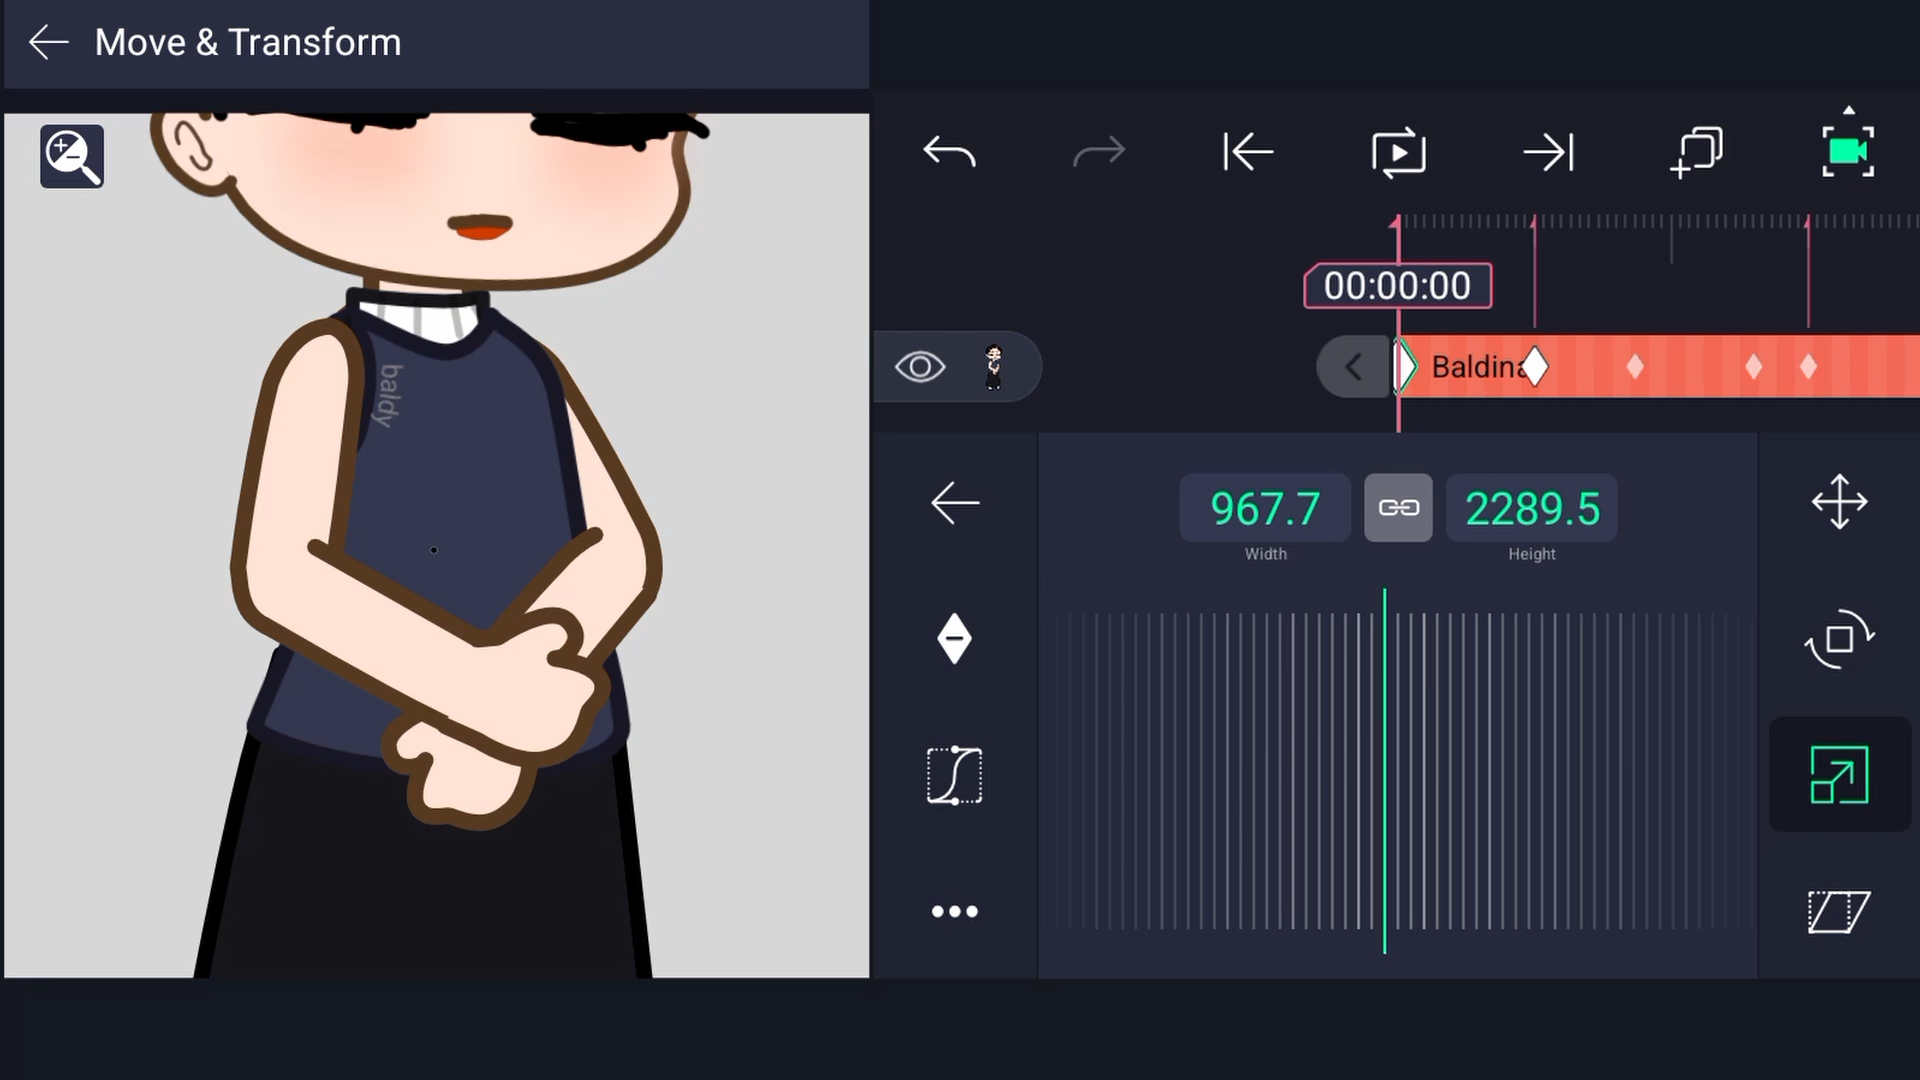 Move & Transform
00:00:00
Baldina
967.7
2289.5
Width
Height
baldy